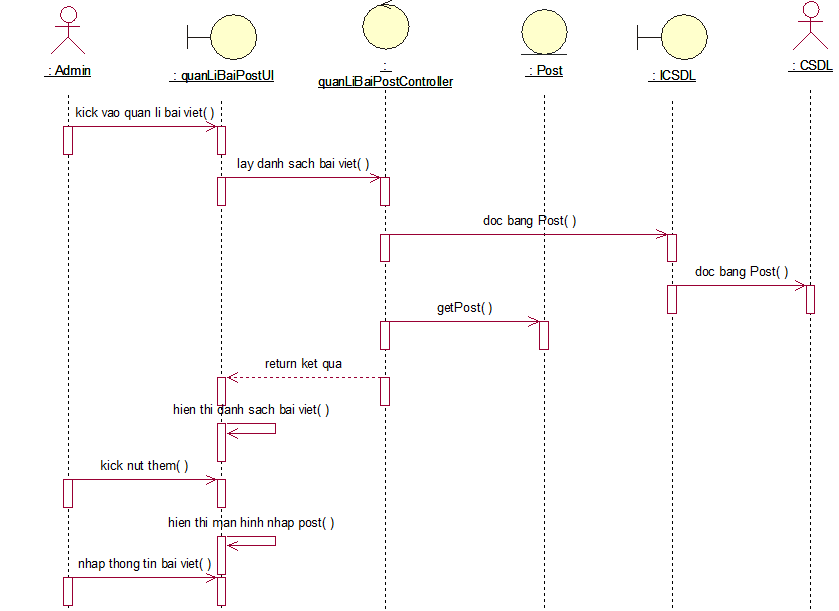 : Admin
: quanLiBaiPostUI
:
quanLiBaiPostController
: Post
: ICSDL
: CSDL
kick vao quan li bai viet( )
lay danh sach bai viet( )
doc bang Post( )
doc bang Post( )
getPost( )
return ket qua
hien thi danh sach bai viet( )
kick nut them( )
hien thi man hinh nhap post( )
nhap thong tin bai viet( )